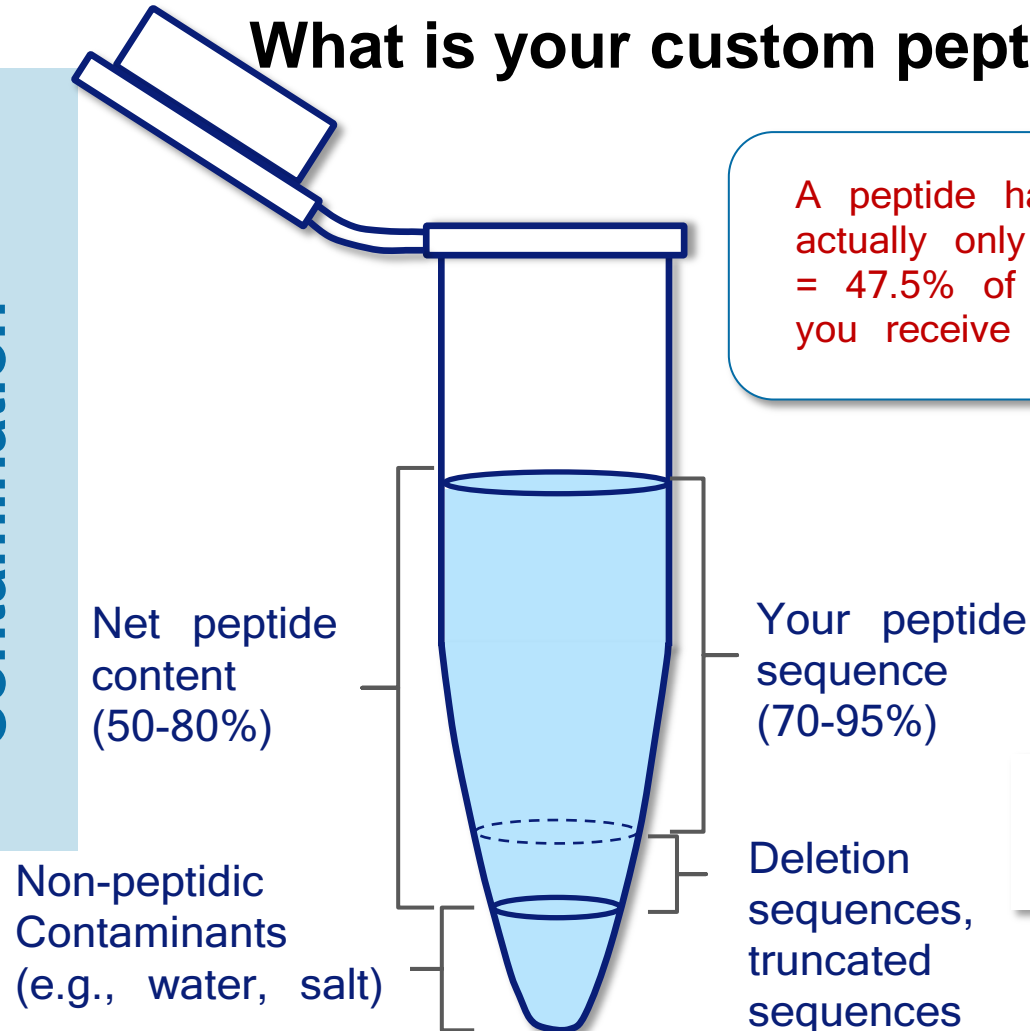 What is your custom pept
A peptide ha
actually only
= 47.5% of
you receive
Net peptide
content
(50-80%)
Your peptide
sequence
(70-95%)
Non-peptidic
Contaminants
(e.g., water, salt)
Deletion
sequences,
truncated
sequences